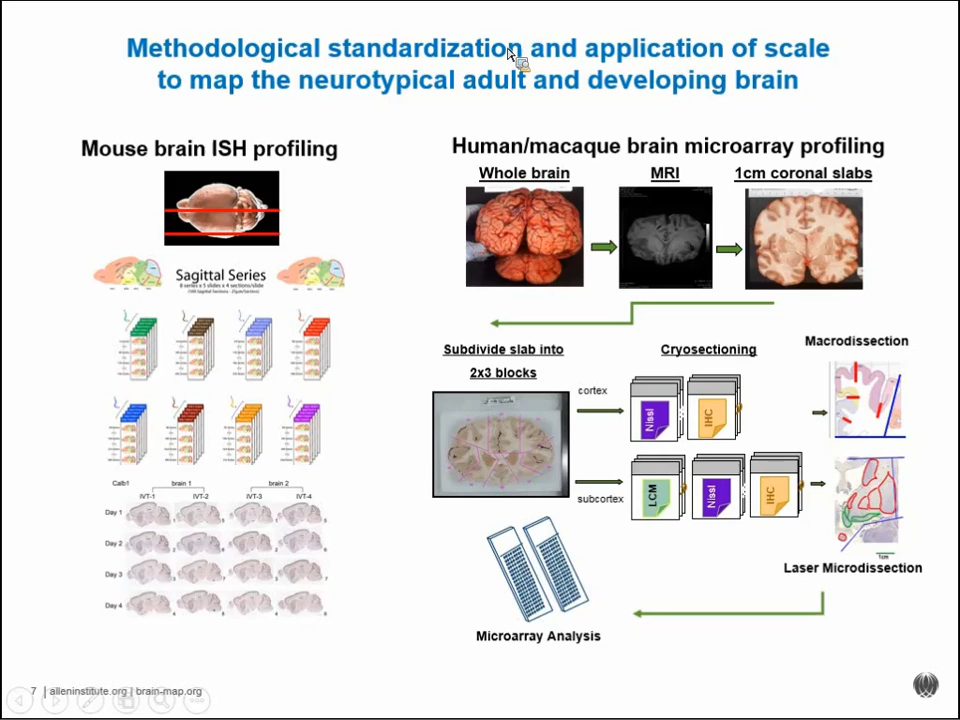 Methodological standardization and application of scale
to map the neurotypical adult and developing brain
Mouse brain ISH profiling
Sagittal Series
Human/macaque brain microarray profiling
Whole brain
MRI
1cm coronal slabs
Subdivide slab into
2x3 blocks
Cryosectioning
Macrodissection
cortex
Nissl
IHC
subcortex
LCM
Nissl
IHC
1cm
Laser Microdissection
Microarray Analysis
Calb1
brain 1
brain 2
IVT-1
IVT-2
IVT-3
IVT-4
Day 1
Day 2
Day 3
Day 4
7 | alleninstitute.org | brain-map.org